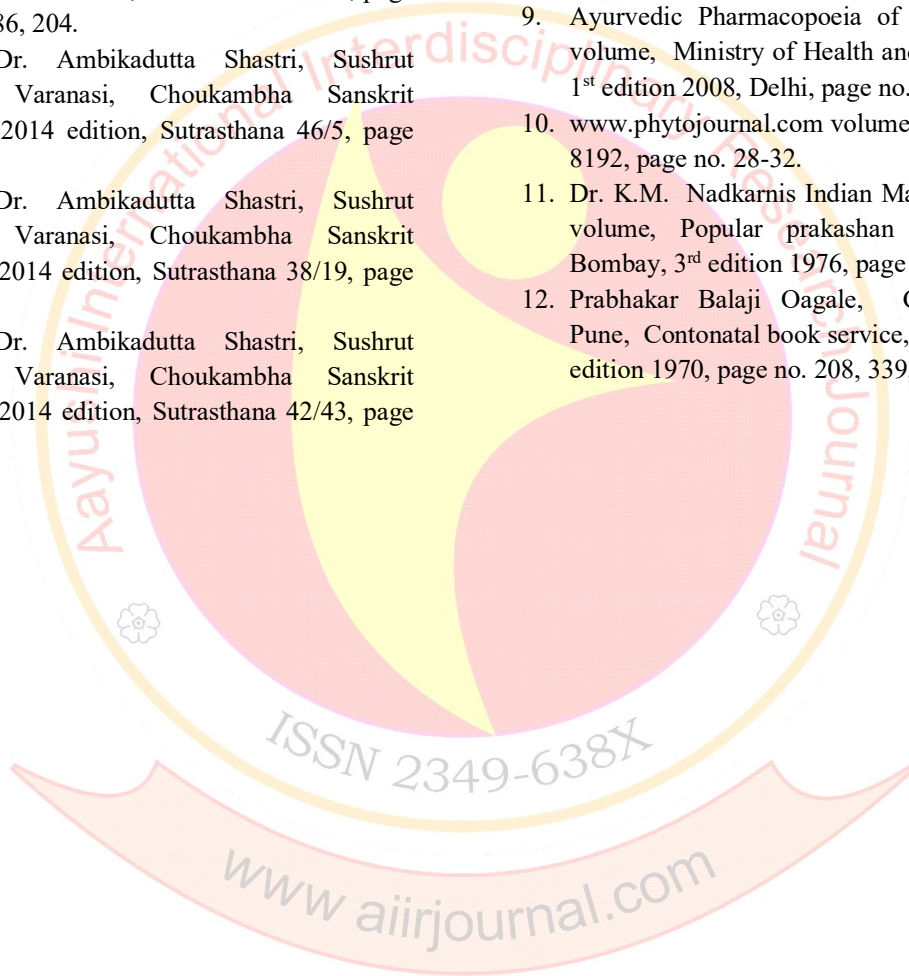 86, 204.
Dr. Ambikadutta Shastri, Sushrut
Varanasi, Choukambha Sanskrit
2014 edition, Sutrasthana 46/5, page
Dr. Ambikadutta Shastri, Sushrut
Varanasi, Choukambha Sanskrit
2014 edition, Sutrasthana 38/19, page
Dr. Ambikadutta Shastri, Sushrut
Varanasi, Choukambha Sanskrit
2014 edition, Sutrasthana 42/43, page
9. Ayurvedic Pharmacopoeia of
volume, Ministry of Health and
1st edition 2008, Delhi, page no.
10. www.phytojournal.com volume
8192, page no. 28-32.
11. Dr. K.M. Nadkarnis Indian Ma
volume, Popular prakashan
Bombay, 3rd edition 1976, page
12. Prabhakar Balaji Oagale,
Pune, Contonatal book service,
edition 1970, page no. 208, 339
Aayushi International Interdisciplinary Research Journal
ISSN 2349-638X
www aiirjournal.com